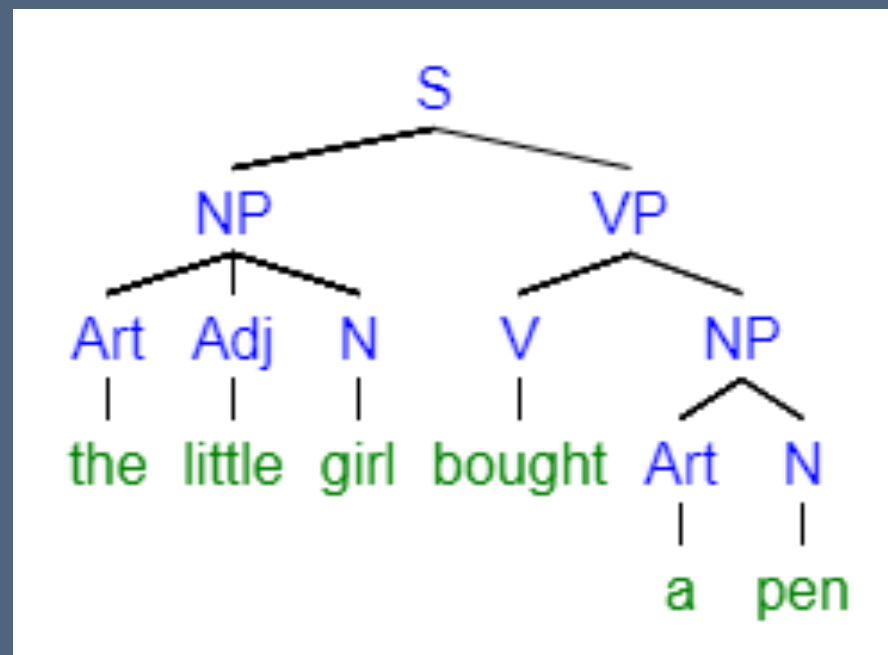 S
NP VP
Art Adj N V NP
the little girl bought Art N
a pen